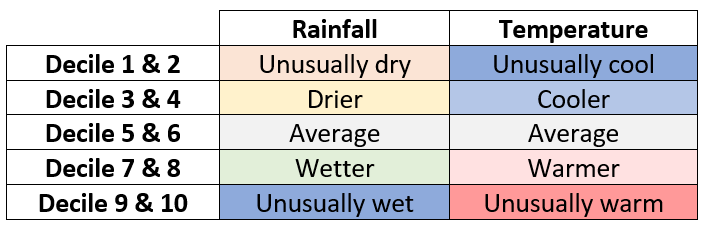 Rainfall Temperature
Decile 1 & 2 Unusually dry Unusually cool
Decile 3 & 4 Drier Cooler
Decile 5 & 6 Average Average
Decile 7 & 8 Wetter Warmer
Decile 9 & 10 Unusually wet Unusually warm